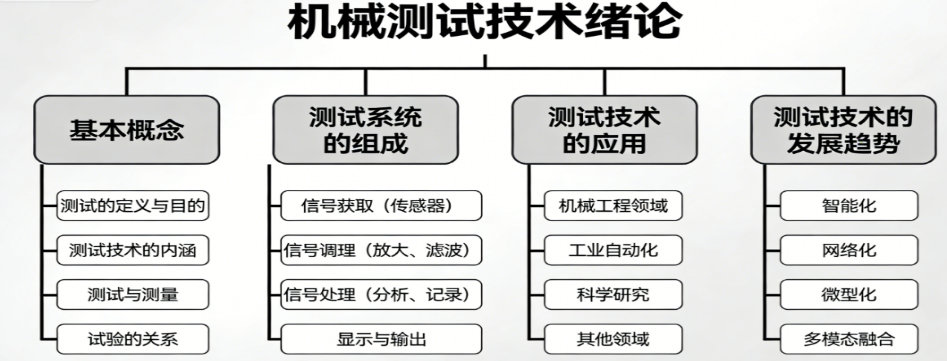 机械测试技术绪论
基本概念
测试的定义与目的
测试技术的内涵
测试与测量
试验的关系
测试系统
的组成
信号获取（传感器）
信号调理（放大、滤波）
信号处理（分析、记录）
显示与输出
测试技术
的应用
机械工程领域
工业自动化
科学研究
其他领域
测试技术的
发展趋势
智能化
网络化
微型化
多模态融合